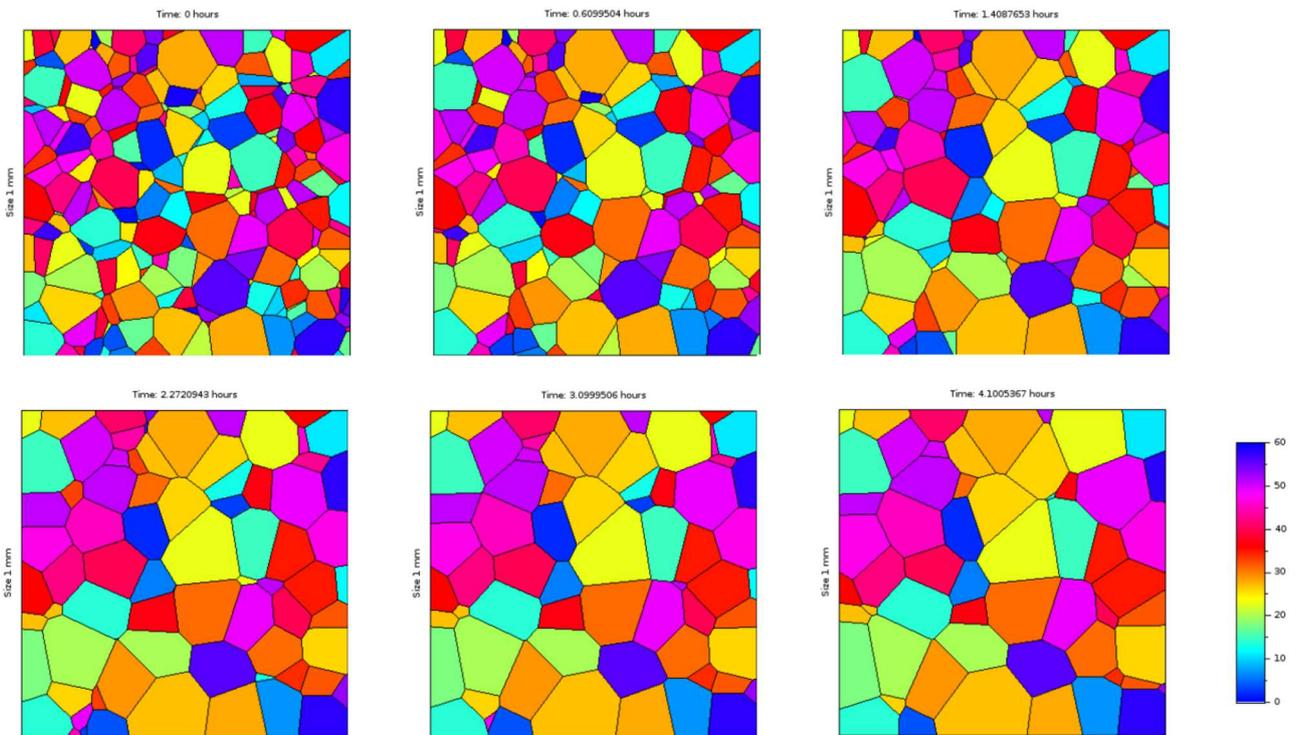 Time: 0 hours
Time: 0.6099504 hours
Time: 1.4087653 hours
Size 1 mm
Size 1 mm
Size 1 mm
Time: 2.2720943 hours
Time: 3.0999506 hours
Time: 4.1005367 hours
Size 1 mm
Size 1 mm
Size 1 mm
60
50
40
30
20
10
0